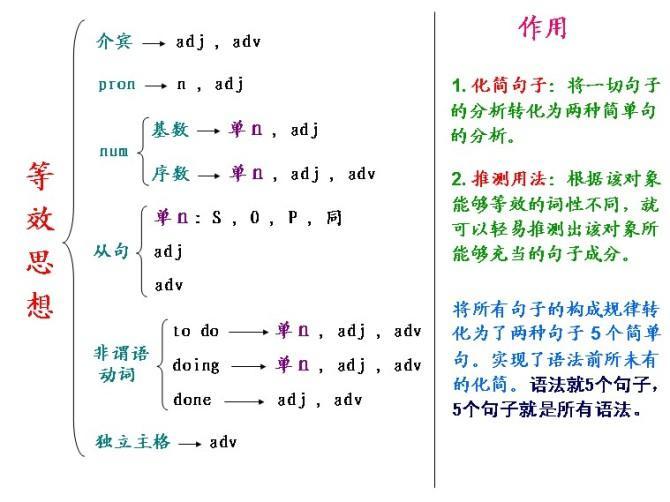 等效思想
介宾 → adj , adv
pron → n , adj
num
基数 → 单n , adj
序数 → 单n , adj , adv
从句
单n : S , O , P , 同
adj
adv
非谓语
动词
to do → 单n , adj , adv
doing → 单n , adj , adv
done → adj , adv
独立主格 → adv
作用
1. 化简句子：将一切句子
的分析转化为两种简单句
的分析。
2. 推测用法：根据该对象
能够等效的词性不同，就
可以轻易推测出该对象所
能够充当的句子成分。
将所有句子的构成规律转
化为了两种句子 5 个简单
句。实现了语法前所未有
的化简。语法就5个句子，
5个句子就是所有语法。